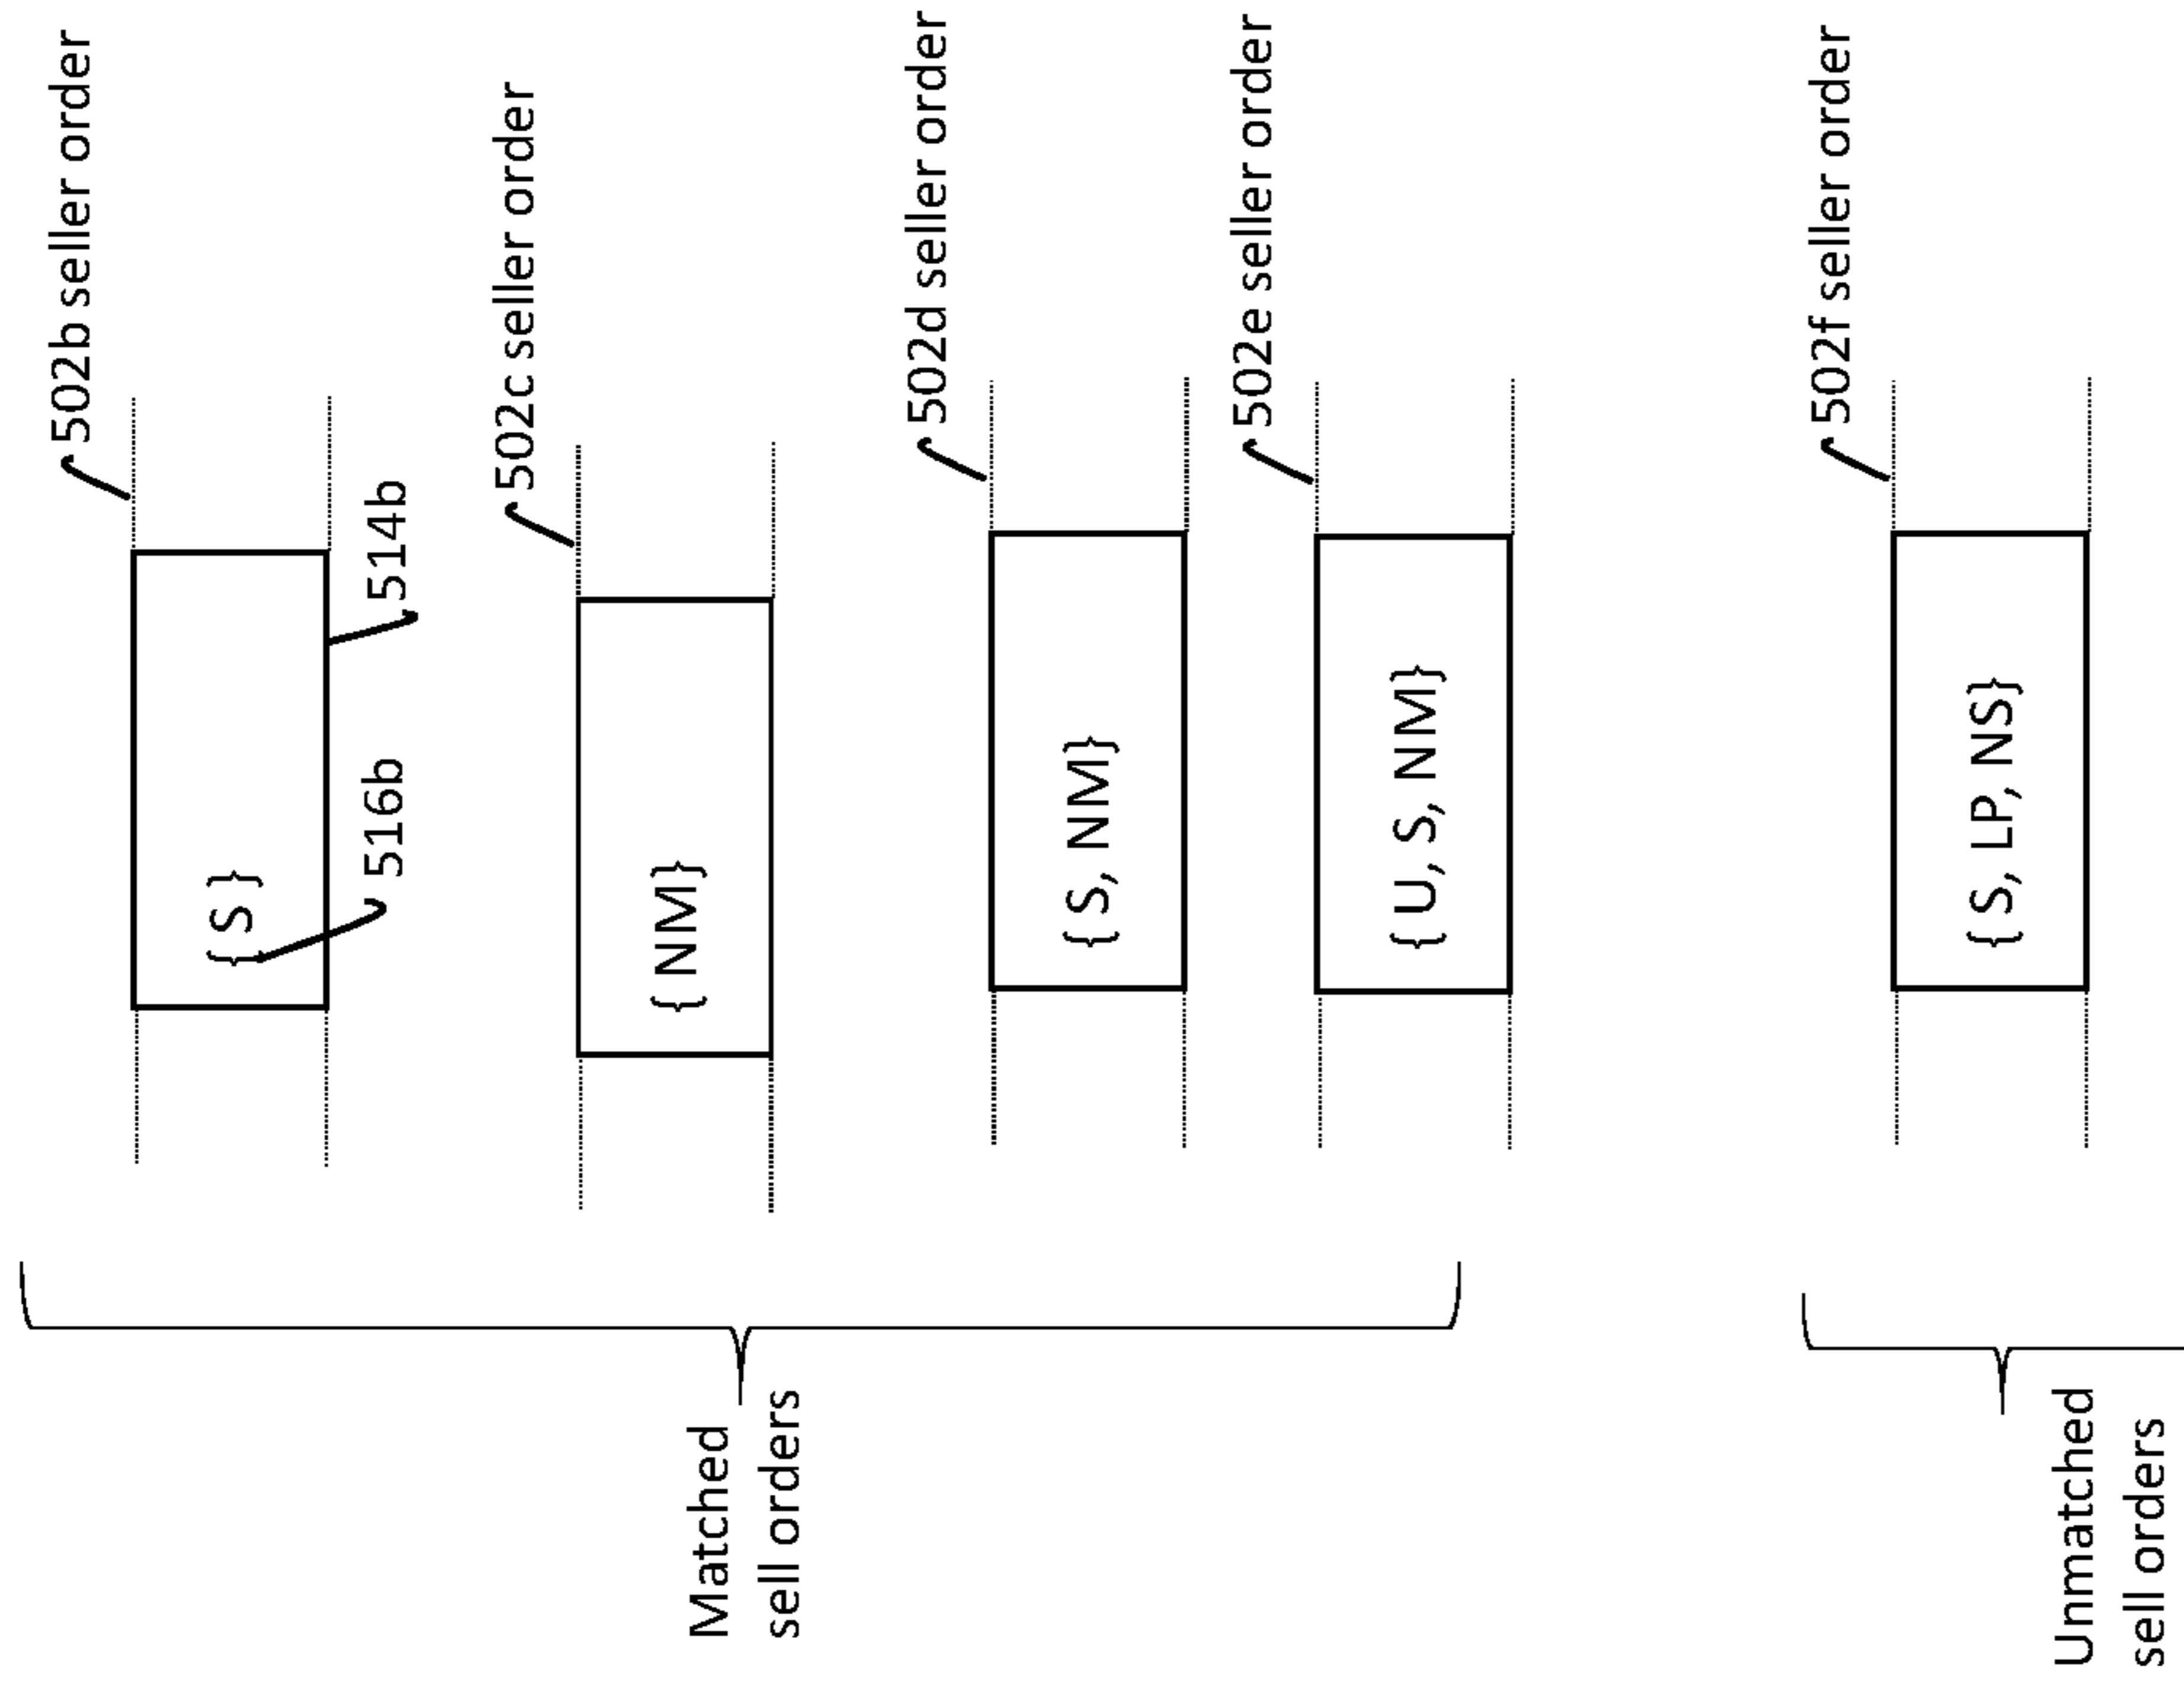 502b seller order
{ S }
516b
514b
502c seller order
{ NM}
Matched
sell orders
502d seller order
{ S, NM}
502e seller order
{ U, S, NM}
502f seller order
{ S, LP, NS}
Unmatched
sell orders